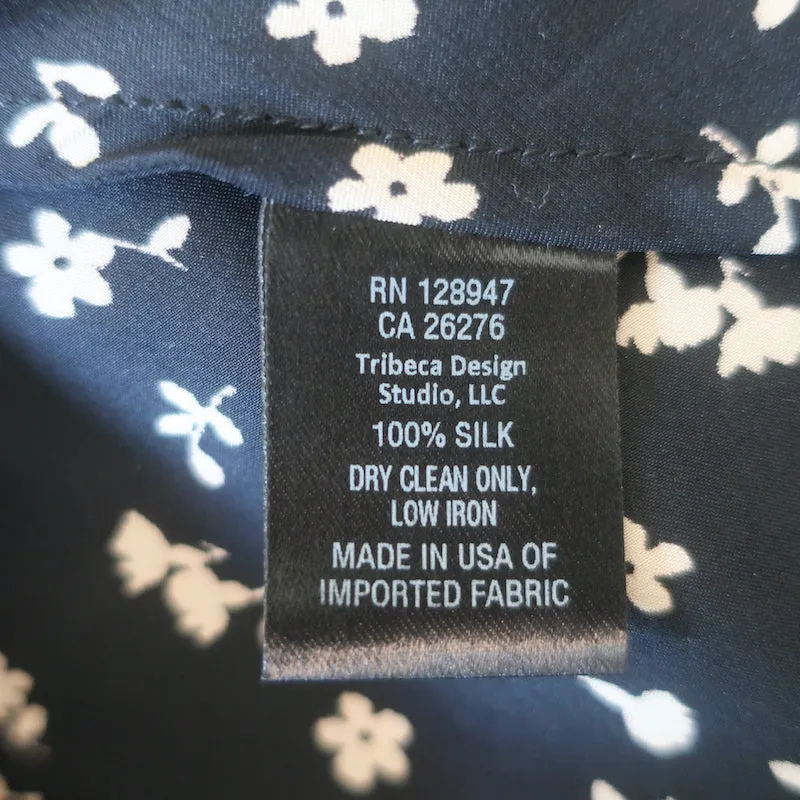 RN 128947
CA 26276
Tribeca Design
Studio, LLC
100% SILK
DRY CLEAN ONLY,
LOW IRON
MADE IN USA OF
IMPORTED FABRIC